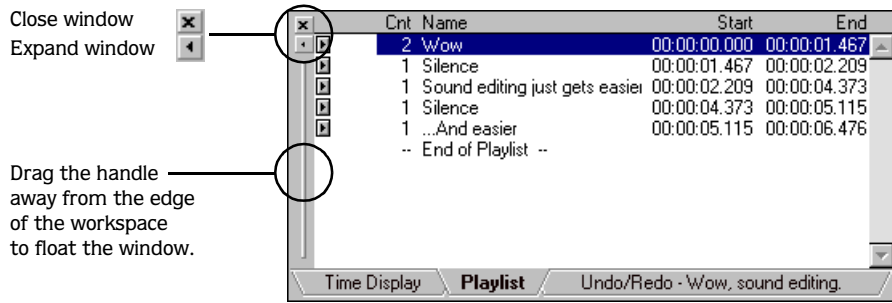 Close window
Expand window
Drag the handle
away from the edge
of the workspace
to float the window.
Cnt Name Start End
2 Wow 00:00:00.000 00:00:01.467
1 Silence 00:00:01.467 00:00:02.209
1 Sound editing just gets easier 00:00:02.209 00:00:04.373
1 Silence 00:00:04.373 00:00:05.115
1 ...And easier 00:00:05.115 00:00:06.476
-- End of Playlist --
Time Display Playlist Undo/Redo - Wow, sound editing.